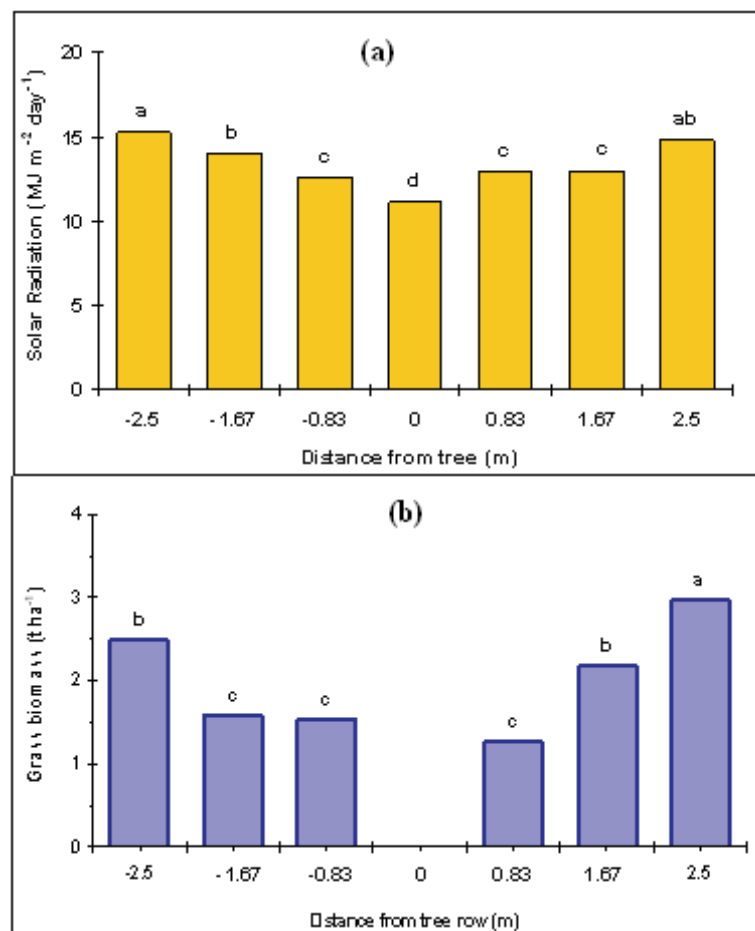 (a)
20
15
10
5
0
a
b
c
d
c
c
ab
Solar Radiation (MJ m⁻² day⁻¹)
-2.5 -1.67 -0.83 0 0.83 1.67 2.5
Distance from tree (m)
(b)
4
3
2
1
0
b
c
c
c
b
a
Grass biomass (t ha⁻¹)
-2.5 -1.67 -0.83 0 0.83 1.67 2.5
Distance from tree row (m)